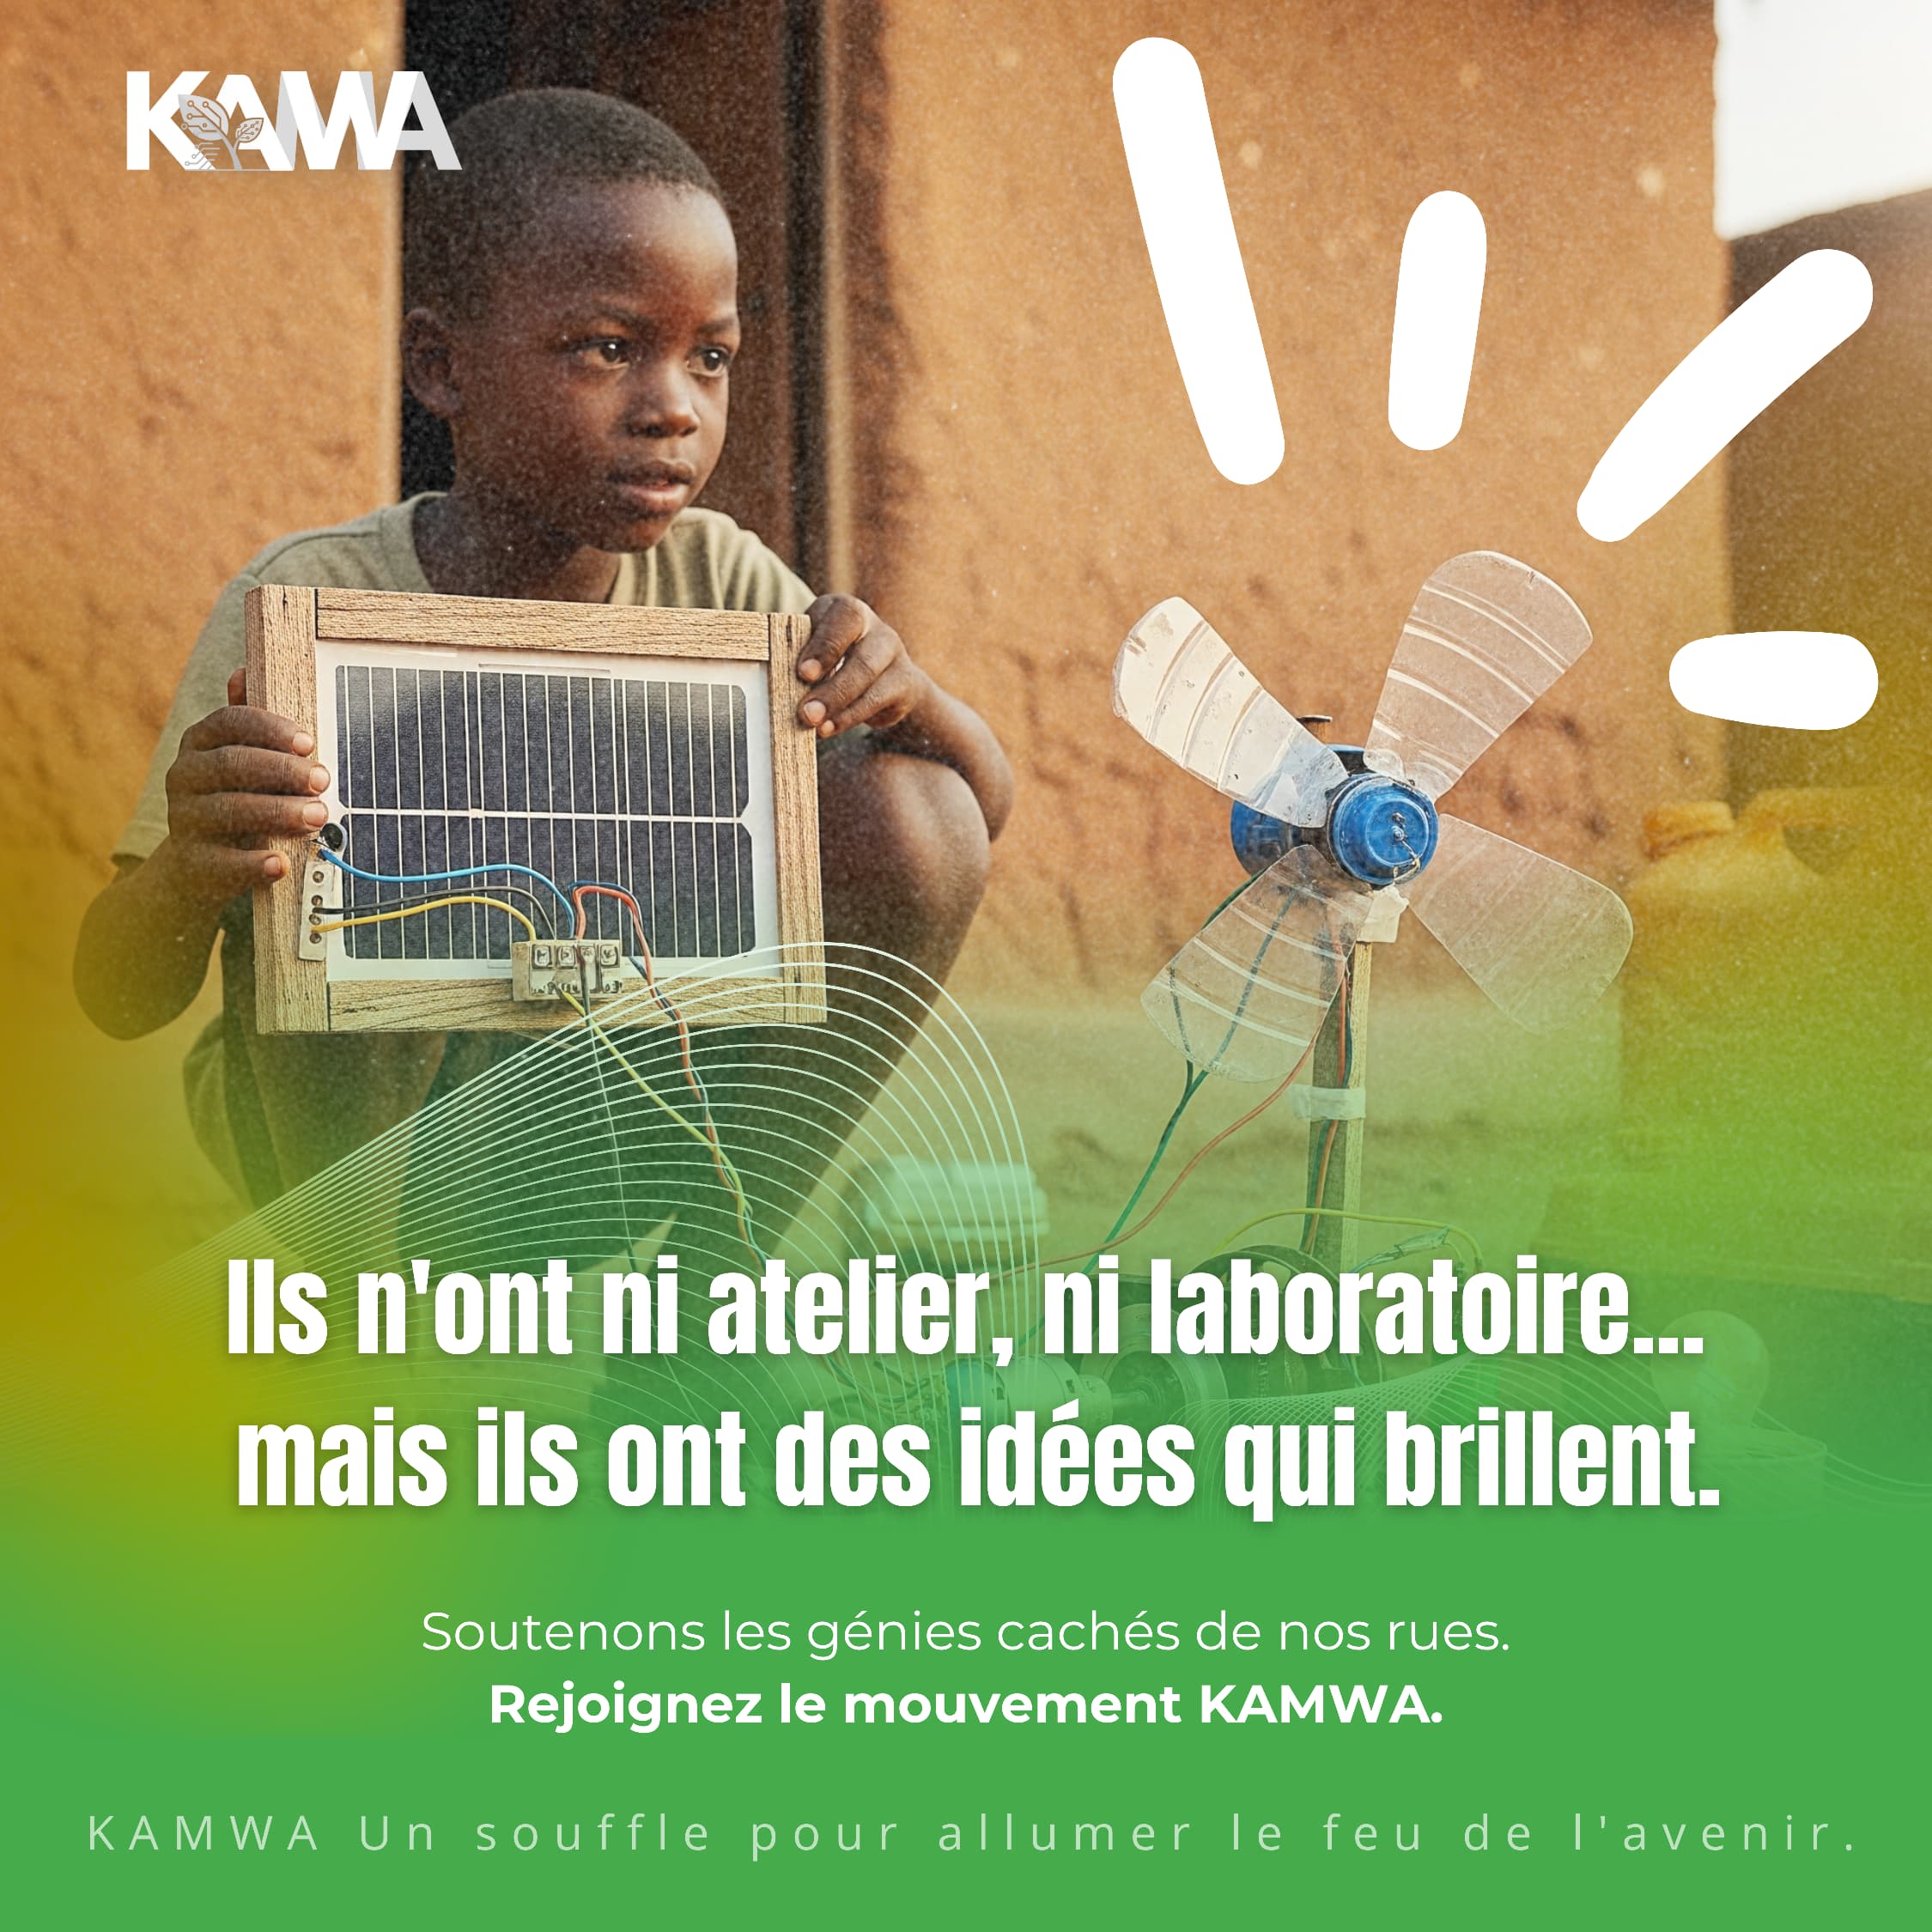 KAMWA
Ils n'ont ni atelier, ni laboratoire...
mais ils ont des idées qui brillent.
Soutenons les génies cachés de nos rues.
Rejoignez le mouvement KAMWA.
KAMWA Un souffle pour allumer le feu de l'avenir.